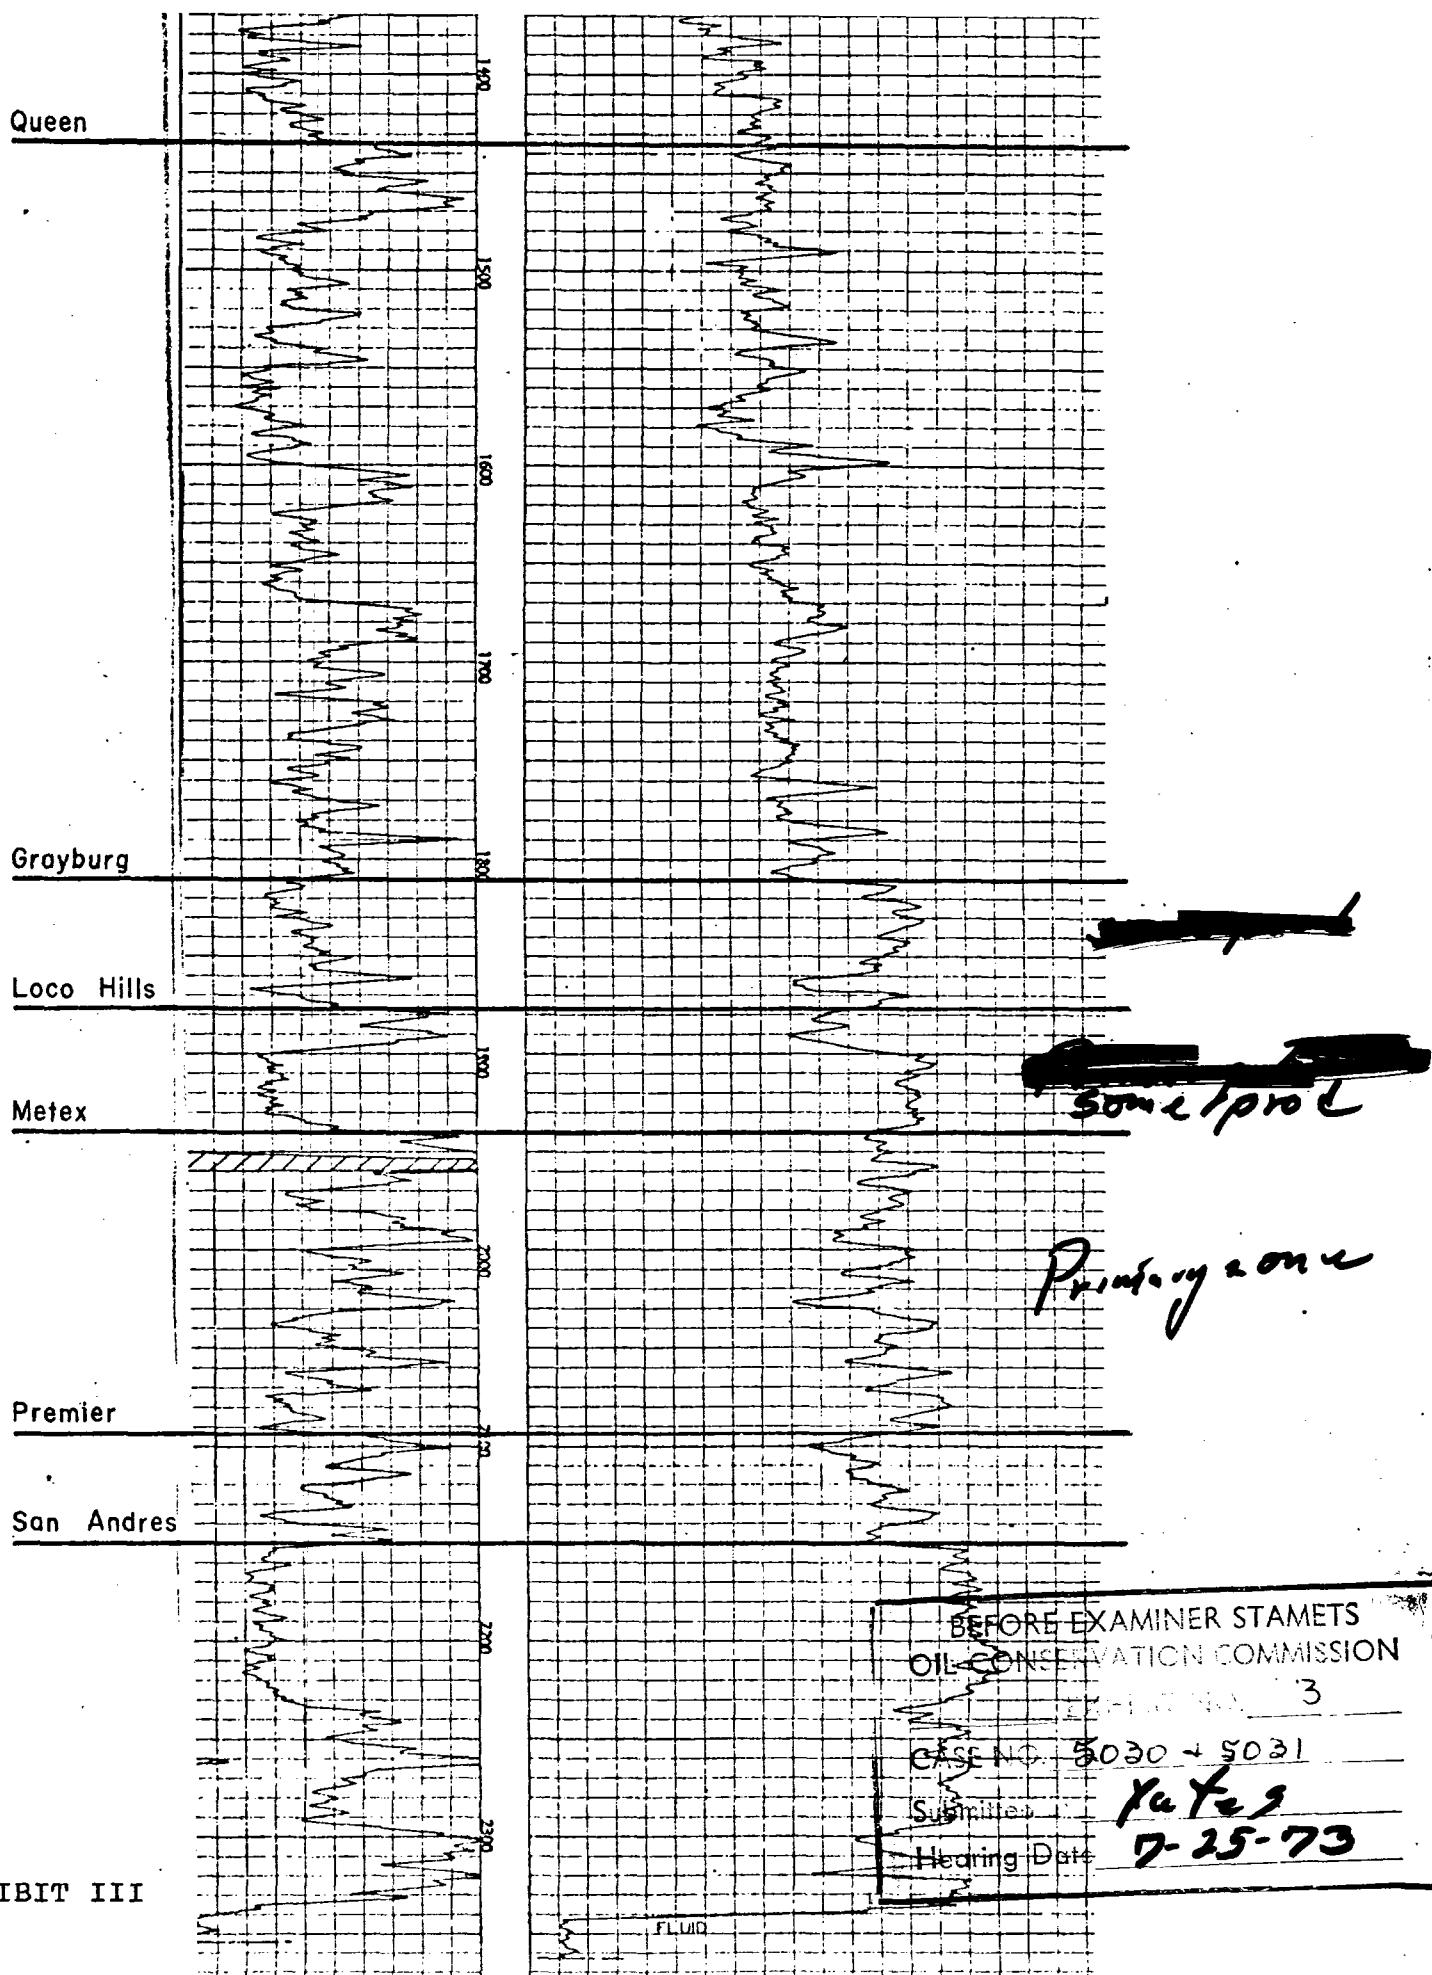 1400
Queen
1500
1600
1700
Grayburg
1800
Loco Hills
1900
some prod
Metex
2000
Primary zone
Premier
2100
San Andres
2200
BEFORE EXAMINER STAMETS
OIL CONSERVATION COMMISSION
EXHIBIT NO. 3
CASE NO. 5030 + 5031
Submitted Yates
2300
Hearing Date 7-25-73
IBIT III
FLUID